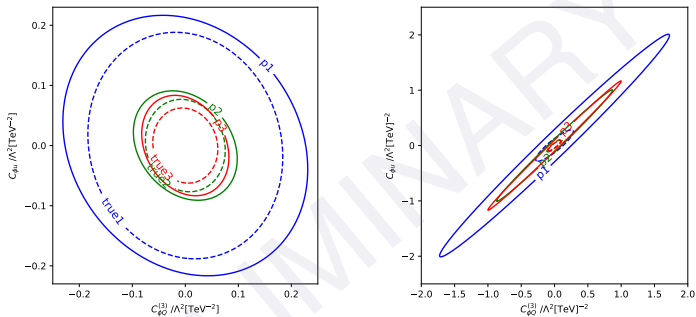 0.2
0.1
0.0
−0.1
−0.2
−0.2
−0.1
0.0
0.1
0.2
C_{ϕu} /Λ²[TeV⁻²]
C_{ϕQ}^{(3)} /Λ²[TeV⁻²]
p1
p2
p3
true3
true2
true1
2
1
0
−1
−2
−2.0
−1.5
−1.0
−0.5
0.0
0.5
1.0
1.5
2.0
C_{ϕu} /Λ²[TeV]⁻²
C_{ϕQ}^{(3)} /Λ²[TeV]⁻²
p1
IMINARY